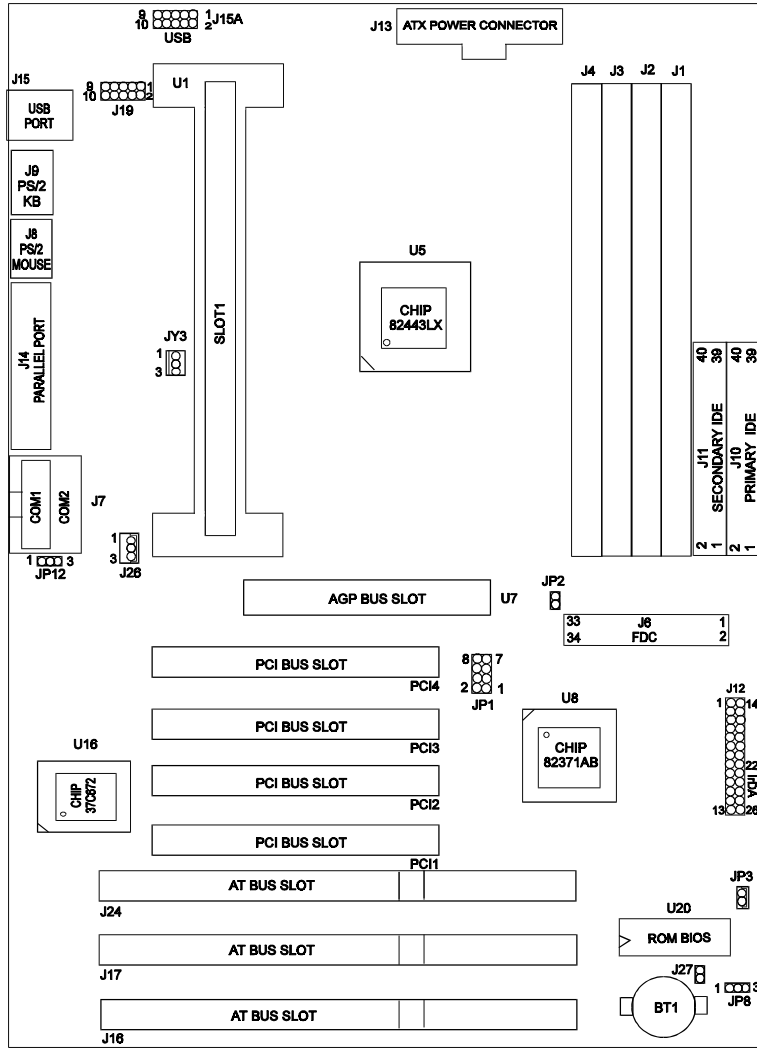 9 1 J15A
10 2
USB
J13 ATX POWER CONNECTOR
J15
USB
PORT
9 1
10 2
J19
U1
J4 J3 J2 J1
J9
PS/2
KB
J8
PS/2
MOUSE
J14
PARALLEL PORT
SLOT1
U5
CHIP
82443LX
JY3
1
3
40 39 40 39
J11
SECONDARY IDE
J10
PRIMARY IDE
2 1 2 1
COM1
COM2
J7
1 3
JP12
1
3
J26
AGP BUS SLOT U7
JP2
33 J6 1
34 FDC 2
PCI BUS SLOT
PCI4
8 7
2 1
JP1
PCI BUS SLOT
PCI3
U8
CHIP
82371AB
J12
1 14
22
IrDA
13 26
U16
CHIP
37C672
PCI BUS SLOT
PCI2
PCI BUS SLOT
PCI1
AT BUS SLOT
J24
JP3
U20
ROM BIOS
AT BUS SLOT
J17
J27
1 3
JP8
BT1
AT BUS SLOT
J16